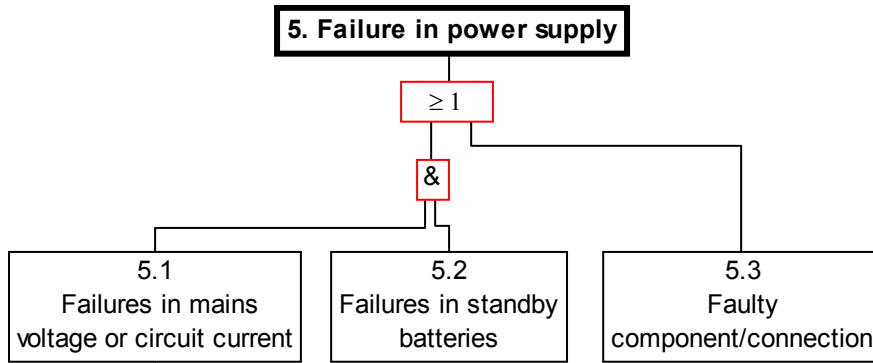 5. Failure in power supply
≥ 1
&
5.1
Failures in mains
voltage or circuit current
5.2
Failures in standby
batteries
5.3
Faulty
component/connection